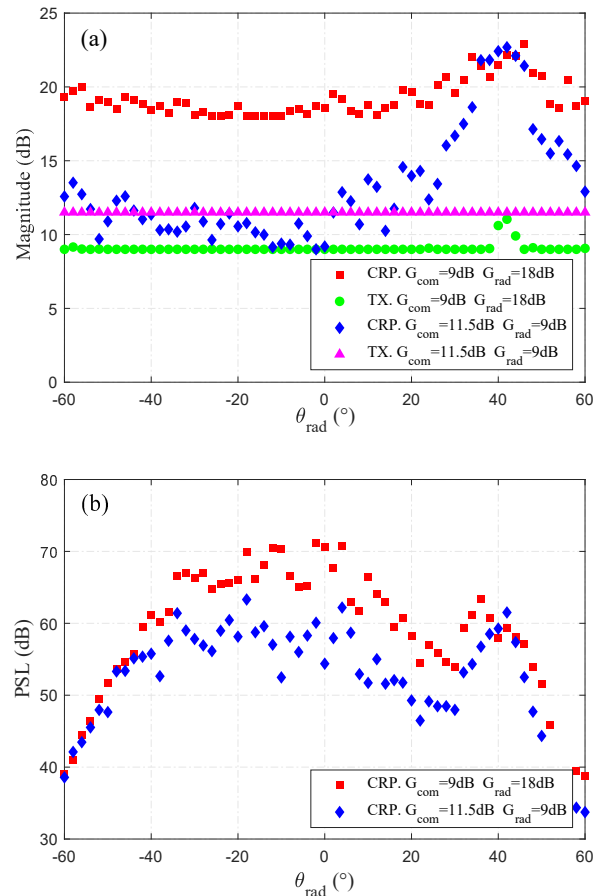 (a)
25
20
15
10
5
0
Magnitude (dB)
CRP. G_com=9dB G_rad=18dB
TX. G_com=9dB G_rad=18dB
CRP. G_com=11.5dB G_rad=9dB
TX. G_com=11.5dB G_rad=9dB
-60 -40 -20 0 20 40 60
θ_rad (°)
(b)
80
70
60
50
40
30
PSL (dB)
CRP. G_com=9dB G_rad=18dB
CRP. G_com=11.5dB G_rad=9dB
-60 -40 -20 0 20 40 60
θ_rad (°)